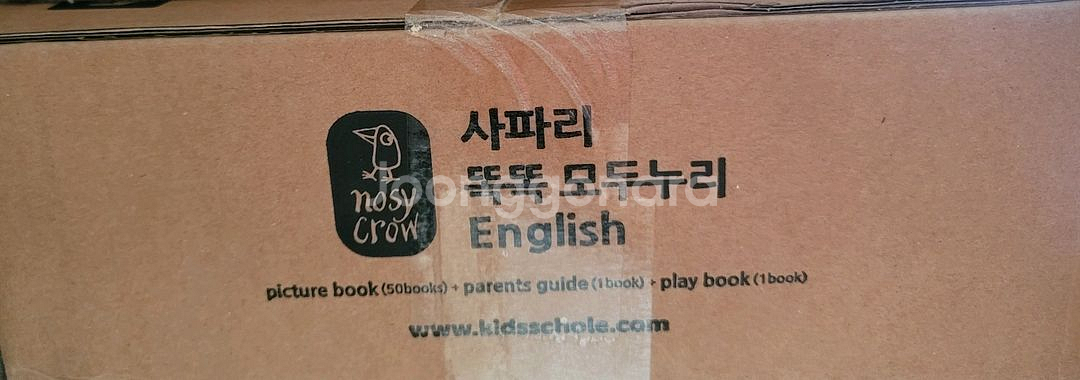 nosy
crow
사파리
똑똑 모두누리
English
picture book (50books) + parents guide (1book) + play book (1book)
www.kidsschole.com
joonggonara